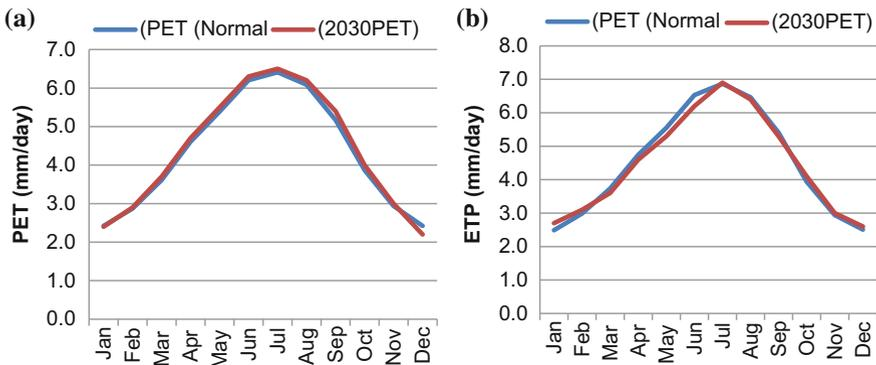 (a)
(PET (Normal
(2030PET)
7.0
6.0
5.0
4.0
3.0
2.0
1.0
0.0
PET (mm/day)
Jan
Feb
Mar
Apr
May
Jun
Jul
Aug
Sep
Oct
Nov
Dec
(b)
(PET (Normal
(2030PET)
8.0
7.0
6.0
5.0
4.0
3.0
2.0
1.0
0.0
ETP (mm/day)
Jan
Feb
Mar
Apr
May
Jun
Jul
Aug
Sep
Oct
Nov
Dec